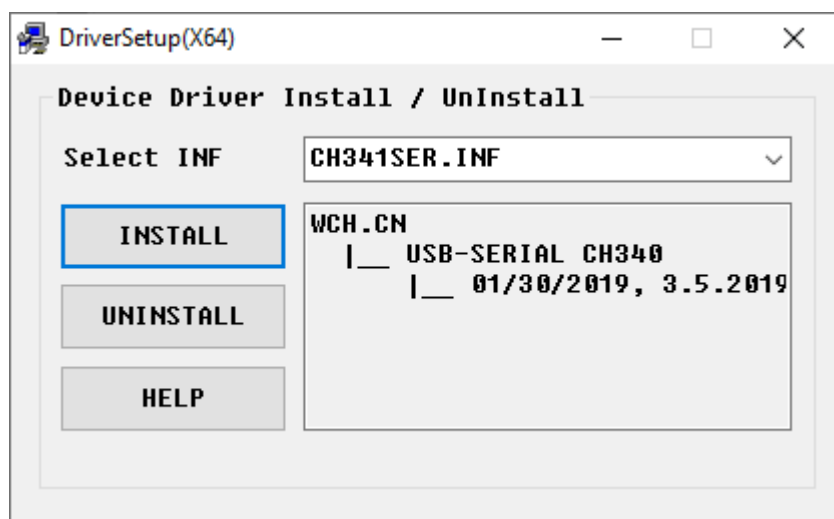 DriverSetup(X64)
Device Driver Install / UnInstall
Select INF
CH341SER.INF
INSTALL
UNINSTALL
HELP
WCH.CN
|__ USB-SERIAL CH340
|__ 01/30/2019, 3.5.2019